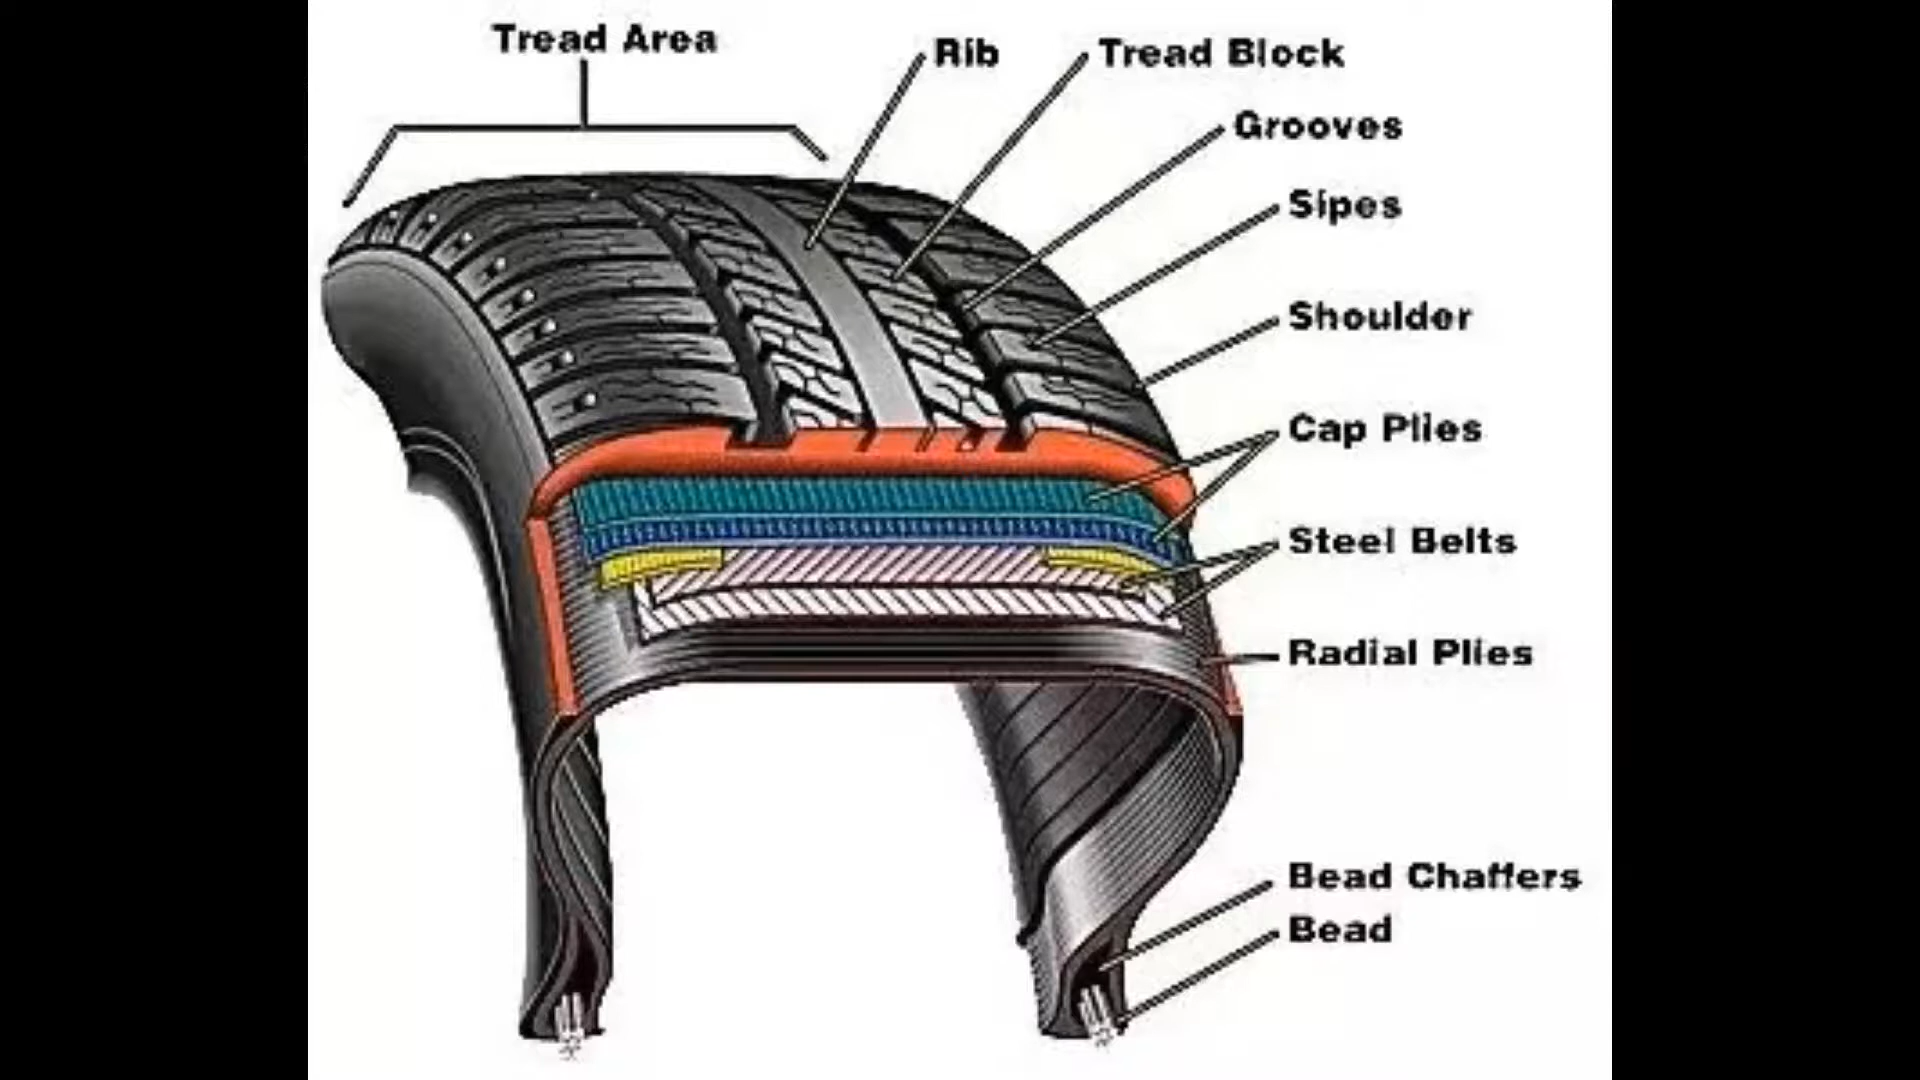 Tread Area
Rib
Tread Block
Grooves
Sipes
Shoulder
Cap Plies
Steel Belts
Radial Plies
Bead Chaffers
Bead